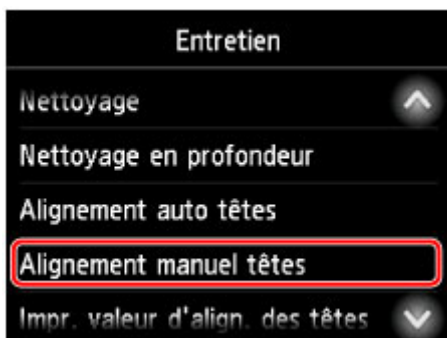 Entretien
Nettoyage
Nettoyage en profondeur
Alignement auto têtes
Alignement manuel têtes
Impr. valeur d'align. des têtes